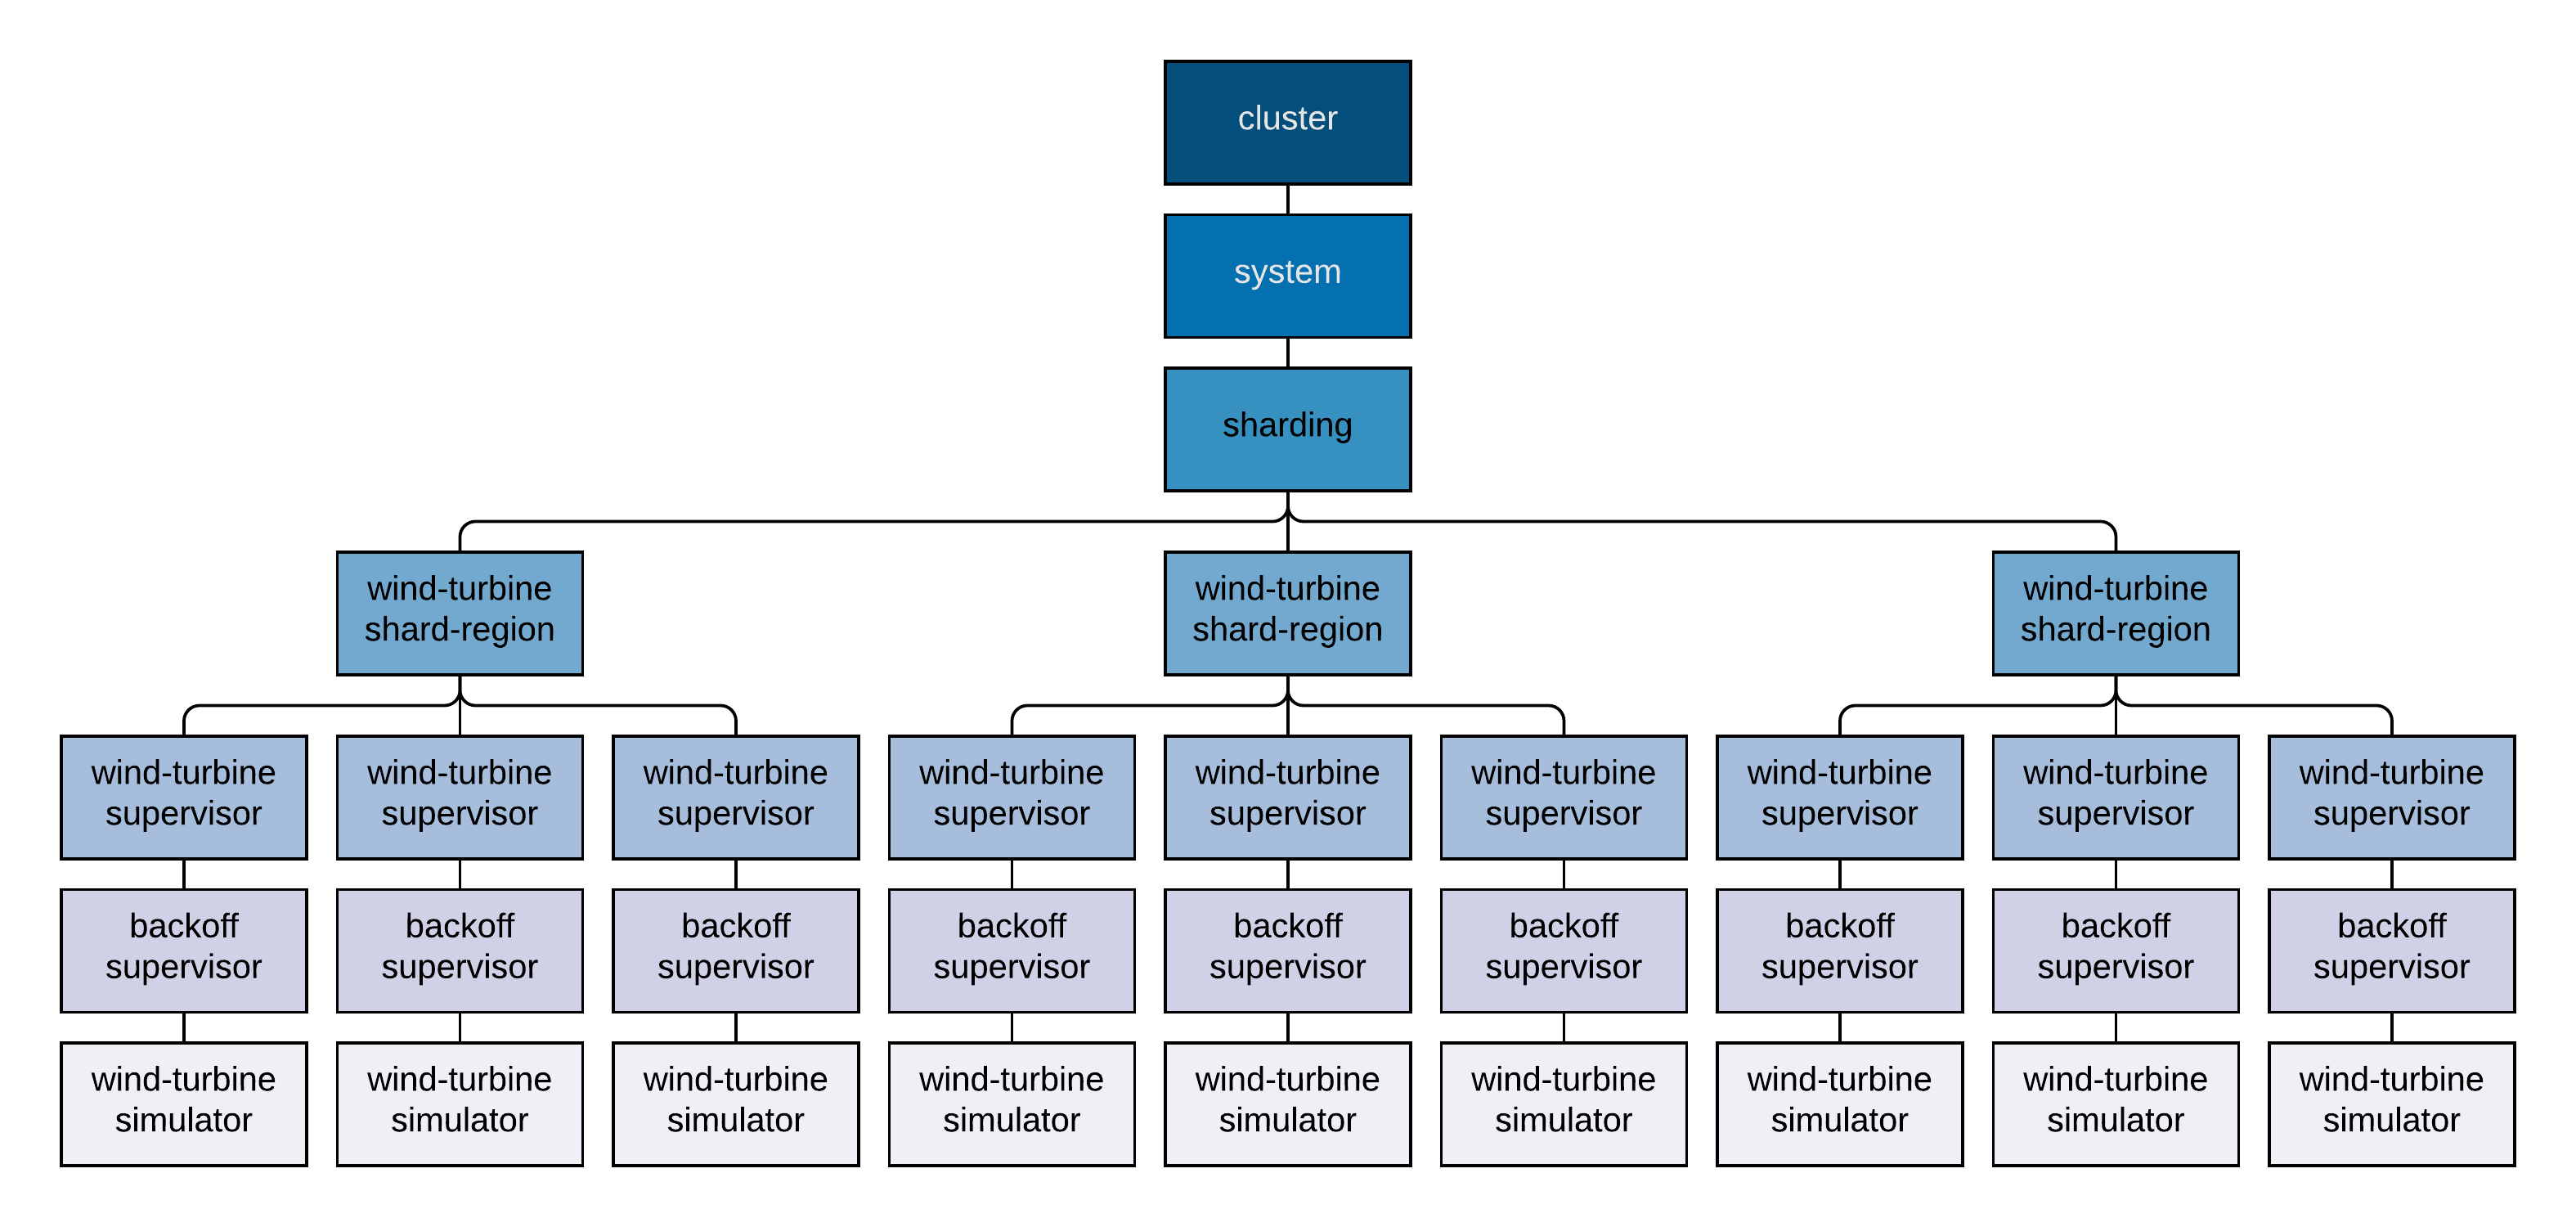 cluster
system
sharding
wind-turbine
shard-region
wind-turbine
shard-region
wind-turbine
shard-region
wind-turbine
supervisor
wind-turbine
supervisor
wind-turbine
supervisor
wind-turbine
supervisor
wind-turbine
supervisor
wind-turbine
supervisor
wind-turbine
supervisor
wind-turbine
supervisor
wind-turbine
supervisor
backoff
supervisor
backoff
supervisor
backoff
supervisor
backoff
supervisor
backoff
supervisor
backoff
supervisor
backoff
supervisor
backoff
supervisor
backoff
supervisor
wind-turbine
simulator
wind-turbine
simulator
wind-turbine
simulator
wind-turbine
simulator
wind-turbine
simulator
wind-turbine
simulator
wind-turbine
simulator
wind-turbine
simulator
wind-turbine
simulator